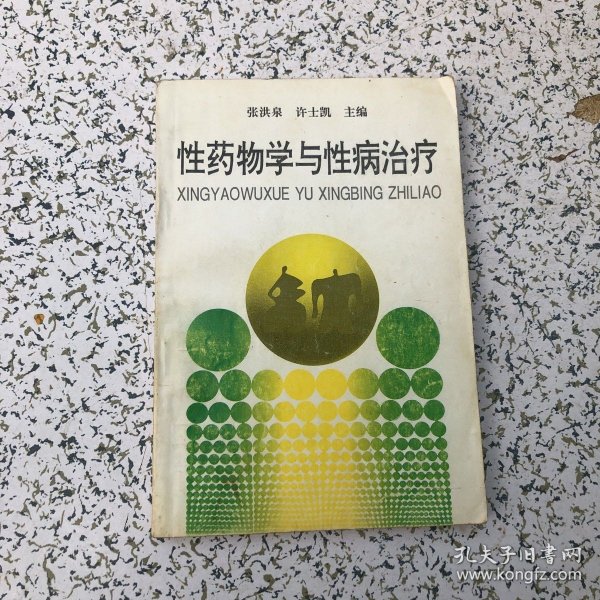 张洪泉 许士凯 主编
性药物学与性病治疗
XINGYAOWUXUE YU XINGBING ZHILIAO
孔夫子旧書网
www.kongfz.com